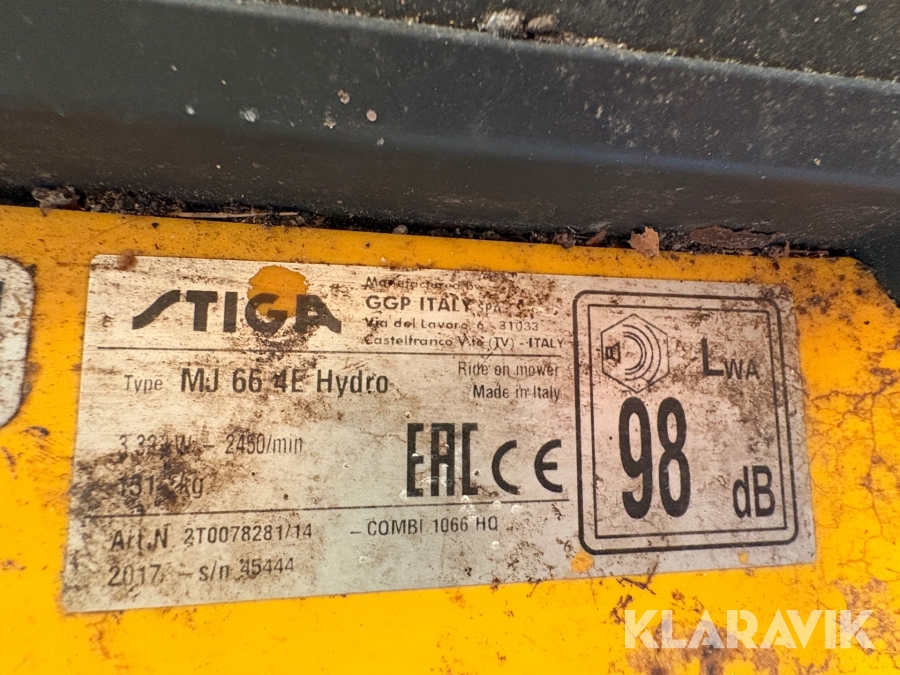 STIGA
Manufactured
GGP ITALY SPA
Via del Lavoro 6 - 31033
Castelfranco V.to (TV) - ITALY
Type MJ 66 4E Hydro
Ride on mower
Made in Italy
2450/min
kg
EAC CE
LWA
98
dB
Art.N 2T0078281/14 - COMBI 1066 HQ
2017 - s/n 45444
KLARAVIK